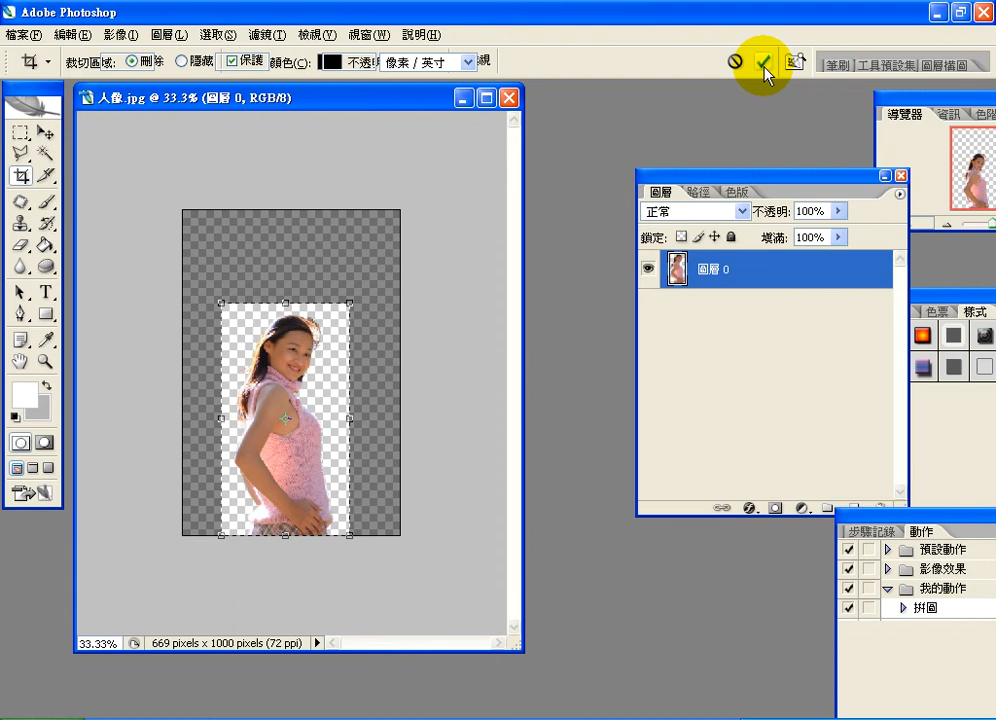 Adobe Photoshop
檔案(F) 編輯(E) 影像(I) 圖層(L) 選取(S) 濾鏡(T) 檢視(V) 視窗(W) 說明(H)
裁切區域: 刪除 隱藏 保護 顏色(C): 不透明 像素 / 英寸 視
筆刷 工具預設集 圖層構圖
人像.jpg @ 33.3% (圖層 0, RGB/8)
導覽器 資訊 色階
圖層 路徑 色版
正常 不透明: 100%
鎖定: 填滿: 100%
圖層 0
色票 樣式
步驟記錄 動作
預設動作
影像效果
我的動作
拼圖
33.33% 669 pixels x 1000 pixels (72 ppi)